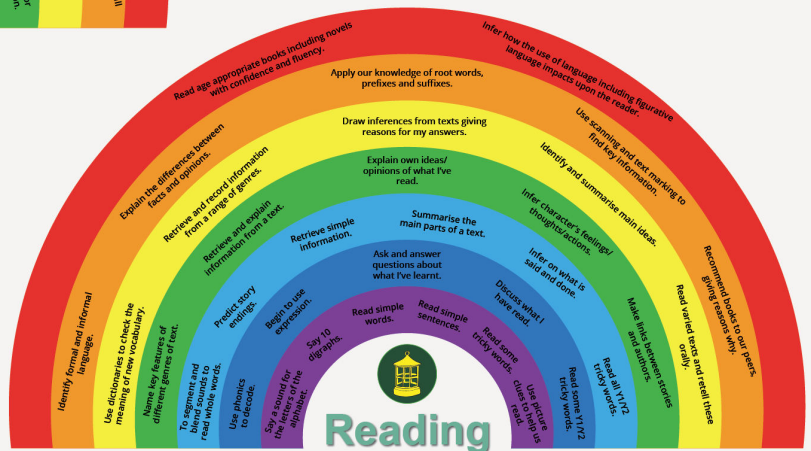 or
n.
ll
Read age appropriate books including novels
with confidence and fluency.
Infer how the use of language including figurative
language impacts upon the reader.
Identify formal and informal
language.
Explain the differences between
facts and opinions.
Apply our knowledge of root words,
prefixes and suffixes.
Use scanning and text marking to
find key information.
Recommend books to our peers,
giving reasons why.
Use dictionaries to check the
meaning of new vocabulary.
Retrieve and record information
from a range of genres.
Draw inferences from texts giving
reasons for my answers.
Identify and summarise main ideas.
Read varied texts and retell these
orally.
Name key features of
different genres of text.
Retrieve and explain
information from a text.
Explain own ideas/
opinions of what I've
read.
Infer character's feelings/
thoughts/actions.
Make links between stories
and authors.
To segment and
blend sounds to
read whole words.
Predict story
endings.
Retrieve simple
information.
Summarise the
main parts of a text.
Infer on what is
said and done.
Read all Y1/Y2
tricky words.
Use phonics
to decode.
Begin to use
expression.
Ask and answer
questions about
what I've learnt.
Discuss what I
have read.
Read some Y1/Y2
tricky words.
Say a sound for
the letters of the
alphabet.
Say 10
digraphs.
Read simple
words.
Read simple
sentences.
Read some
tricky words.
Use picture
clues to help us
read.
Reading